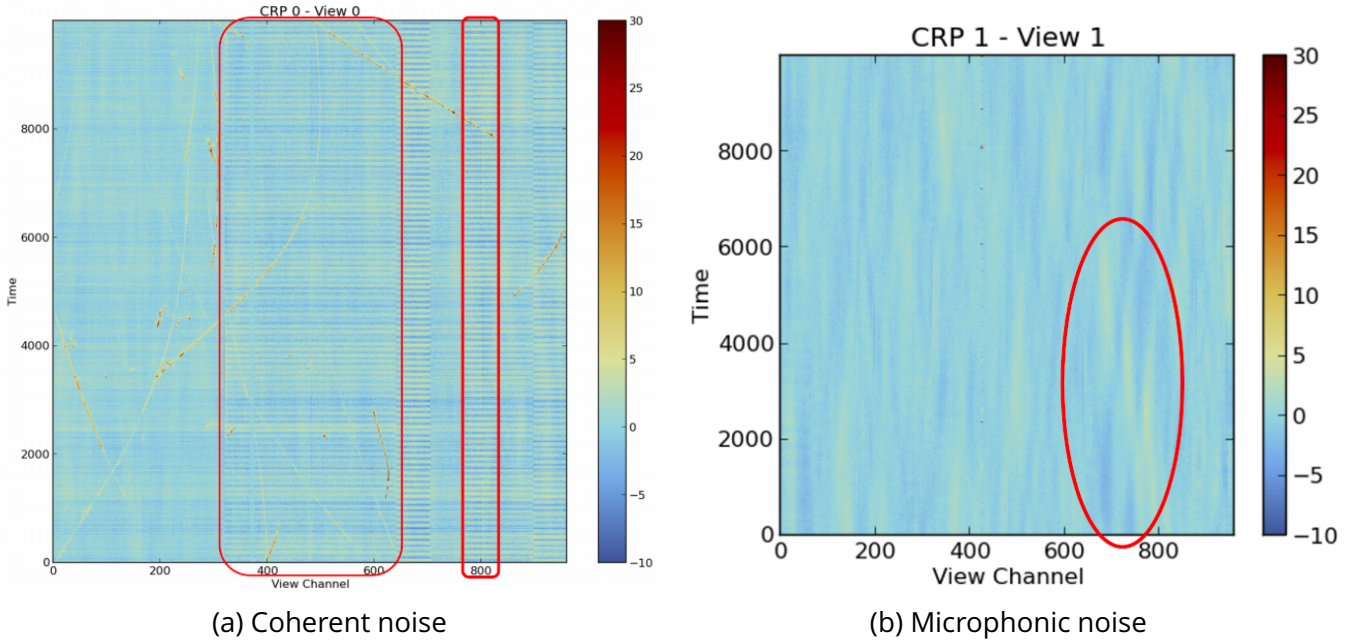 CRP 0 - View 0
30
25
20
15
10
5
0
−5
−10
8000
6000
4000
2000
0
Time
0 200 400 600 800
View Channel
(a) Coherent noise
CRP 1 - View 1
30
25
20
15
10
5
0
−5
−10
8000
6000
4000
2000
0
Time
0 200 400 600 800
View Channel
(b) Microphonic noise